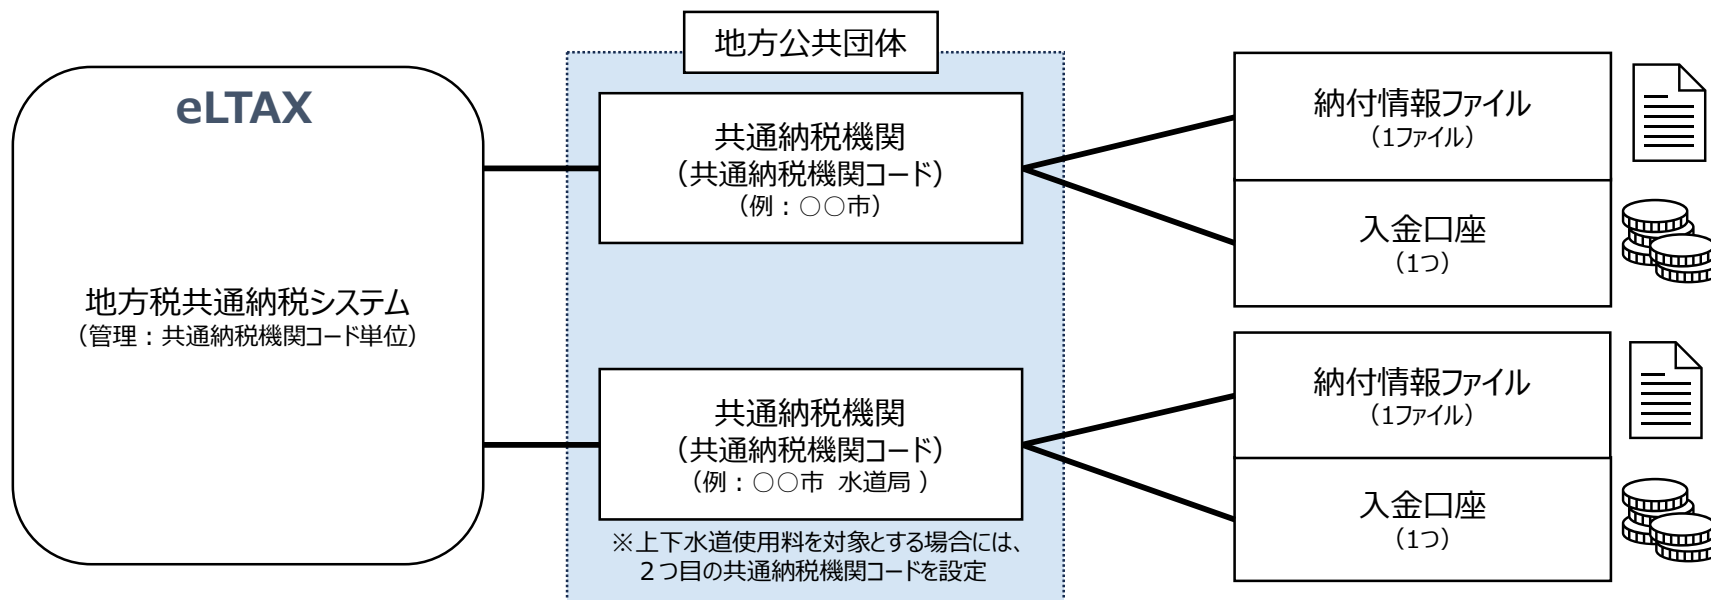 eLTAX
地方税共通納税システム
（管理：共通納税機関コード単位）
地方公共団体
共通納税機関
（共通納税機関コード）
（例：○○市）
共通納税機関
（共通納税機関コード）
（例：○○市 水道局 ）
※上下水道使用料を対象とする場合には、
２つ目の共通納税機関コードを設定
納付情報ファイル
（1ファイル）
入金口座
（1つ）
納付情報ファイル
（1ファイル）
入金口座
（1つ）